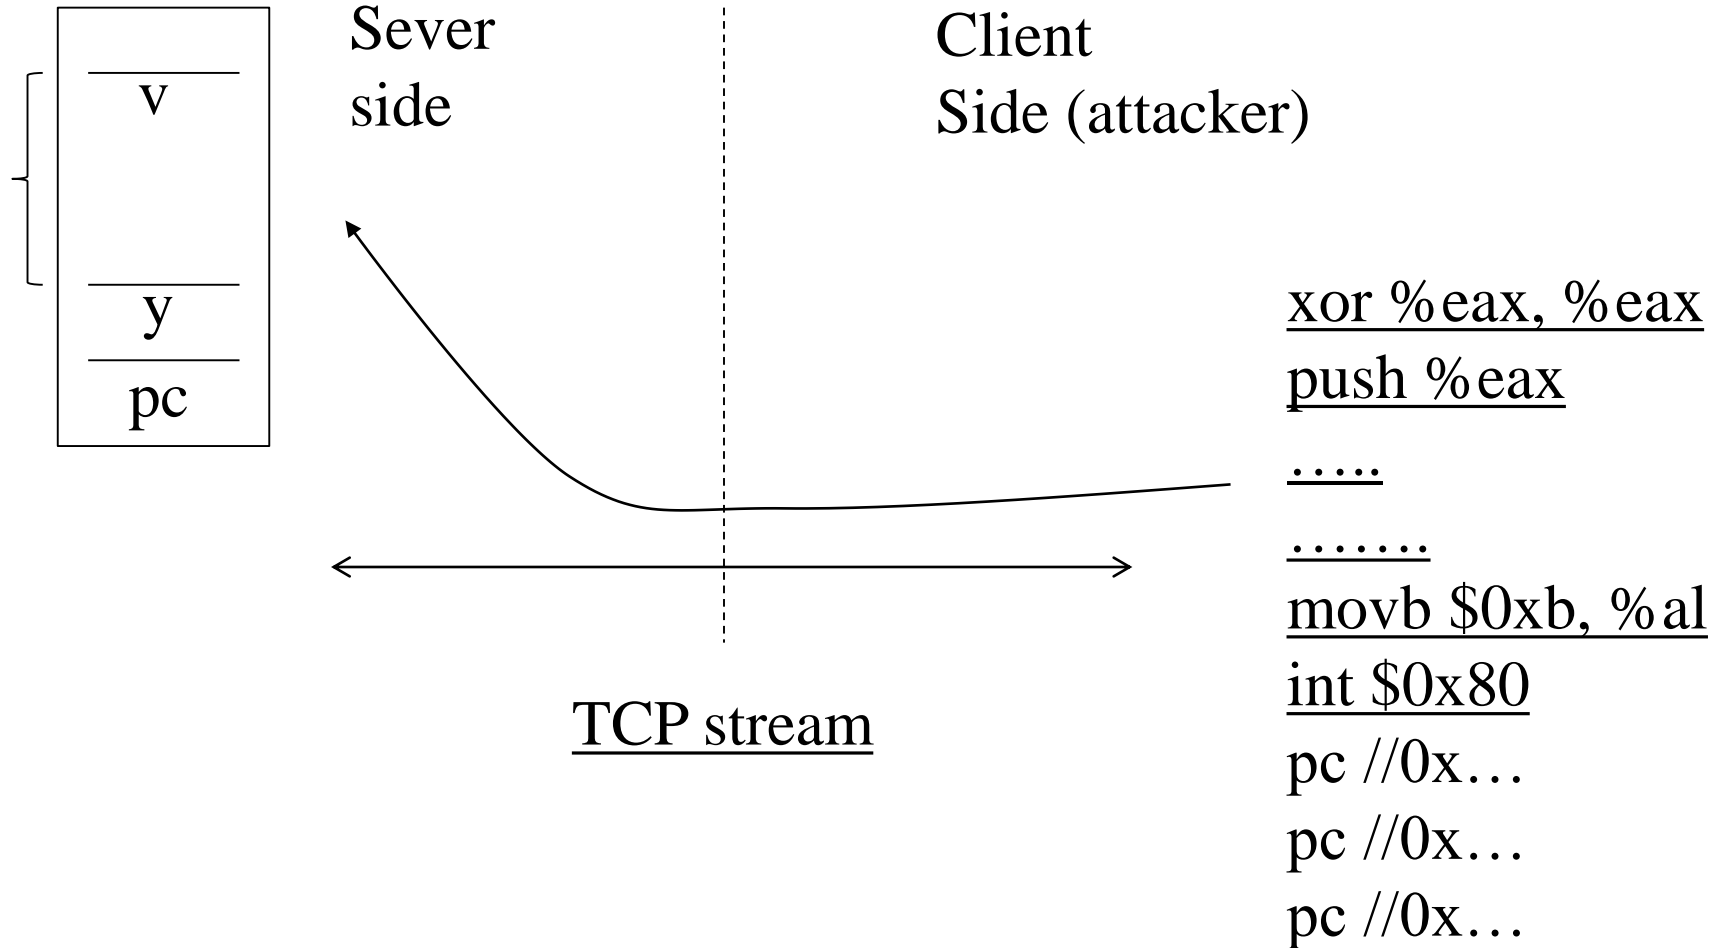 v
y
pc
Sever
side
Client
Side (attacker)
TCP stream
xor %eax, %eax
push %eax
…..
…….
movb $0xb, %al
int $0x80
pc //0x…
pc //0x…
pc //0x…